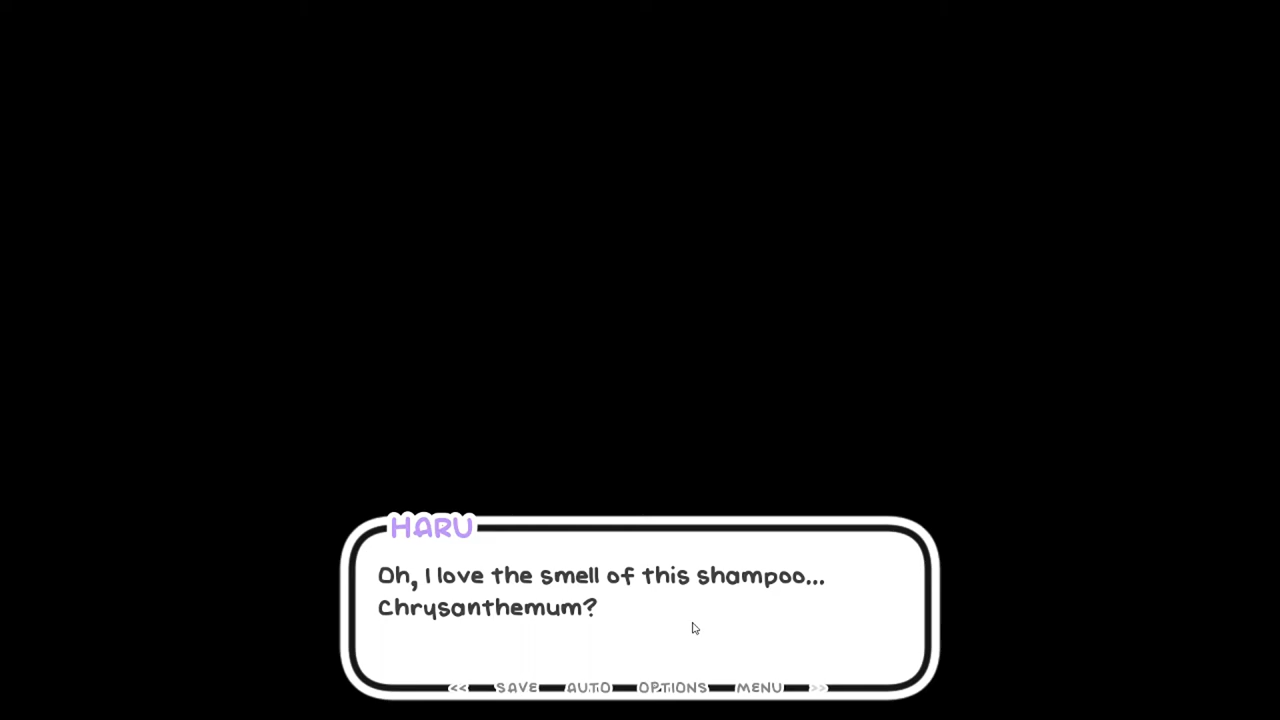 HARU
Oh, I love the smell of this shampoo...
Chrysanthemum?
<< SAVE AUTO OPTIONS MENU >>